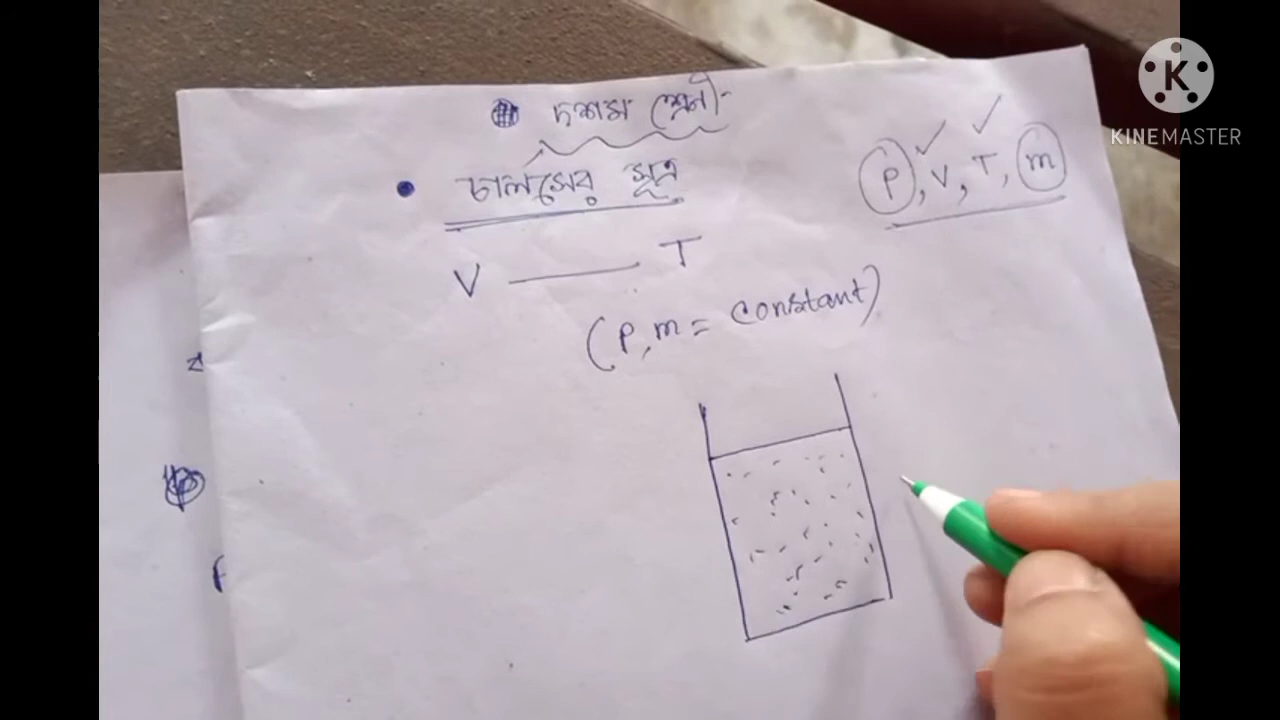 দশম শ্রেণী-
চার্লসের সূত্র
P, V, T, m
V — T
(P, m = constant)
K
KINEMASTER